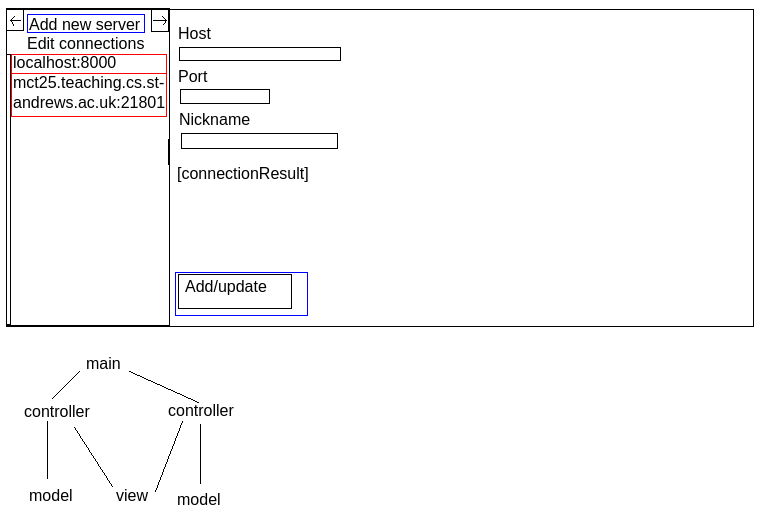 Add new server
Edit connections
localhost:8000
mct25.teaching.cs.st-
andrews.ac.uk:21801
Host
Port
Nickname
[connectionResult]
Add/update
main
controller
controller
model
view
model